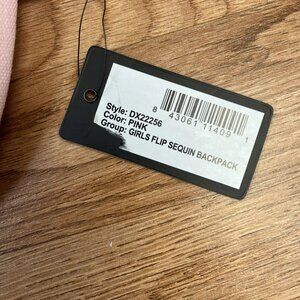 Style: DX22256
Color: PINK
Group: GIRLS FLIP SEQUIN BACKPACK
8 43061 11409 1